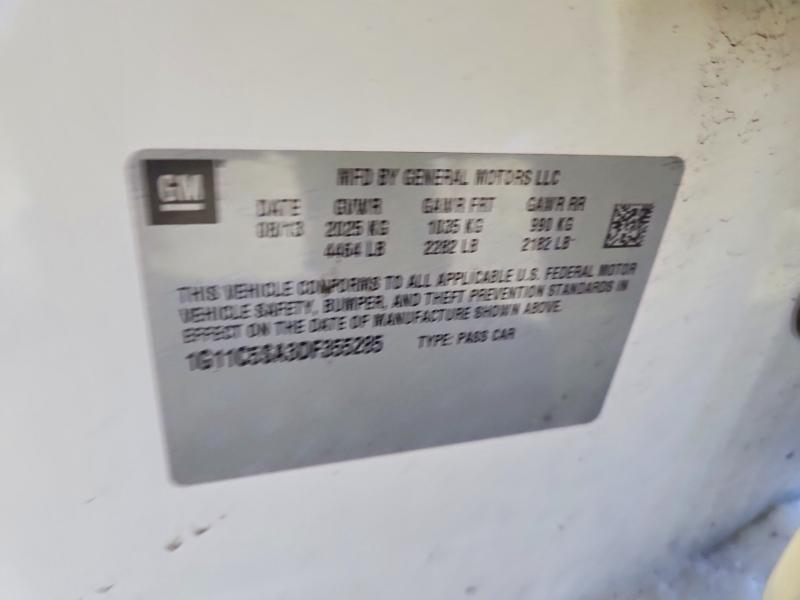 GM
MFD BY GENERAL MOTORS LLC
DATE GVWR GAWR FRT GAWR RR
2025 KG 1035 KG 990 KG
4464 LB 2282 LB 2182 LB
THIS VEHICLE CONFORMS TO ALL APPLICABLE U.S. FEDERAL MOTOR
VEHICLE SAFETY, BUMPER, AND THEFT PREVENTION STANDARDS IN
EFFECT ON THE DATE OF MANUFACTURE SHOWN ABOVE.
1G11C5SA3DF355285 TYPE: PASS CAR